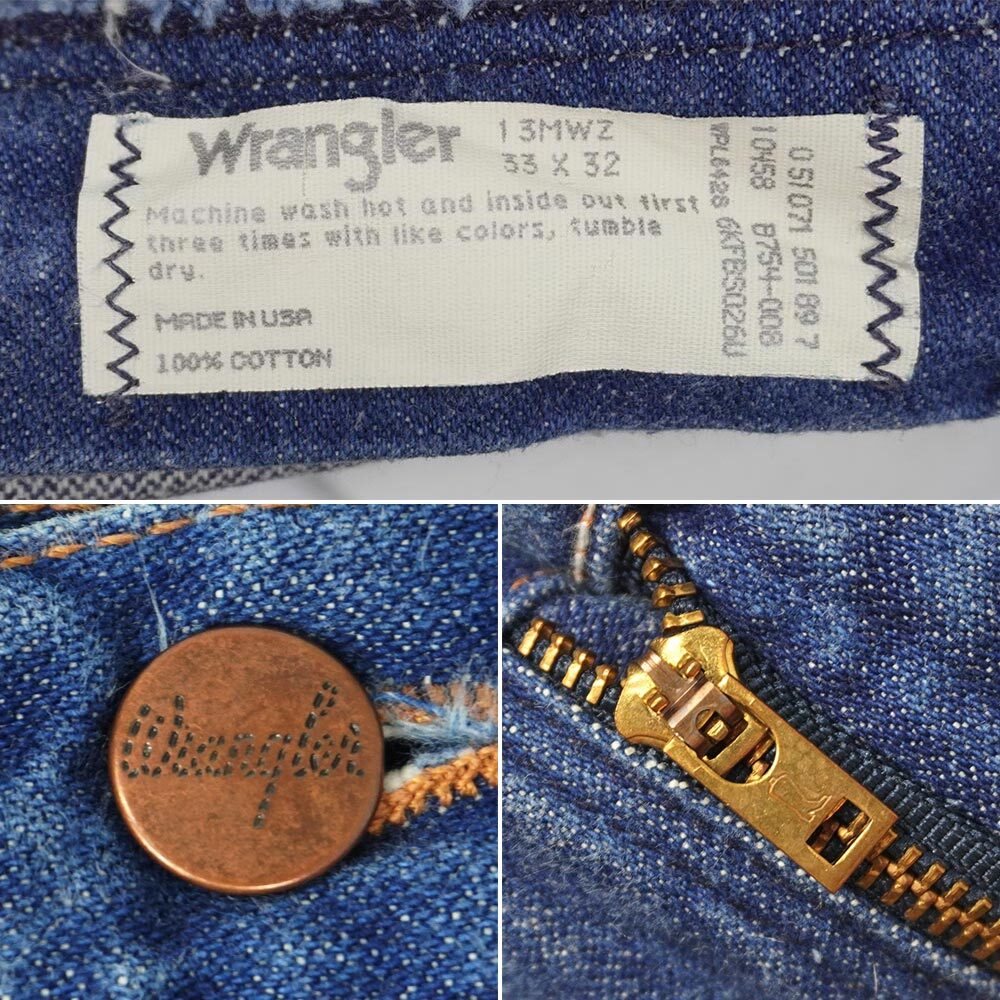 Wrangler
13MWZ
33 X 32
Machine wash hot and inside out first
three times with like colors, tumble
dry.
MADE IN USA
100% COTTON
051071 501 89 7
10458 8754-008
WPL6428 6KFBS026IU
Wrangler